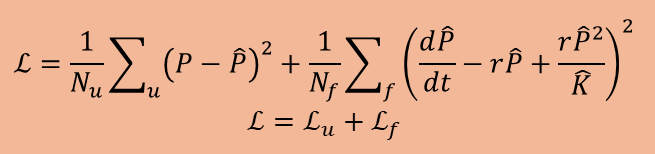 ℒ = 1/N_u ∑_u (P − P̂)² + 1/N_f ∑_f (dP̂/dt − rP̂ + rP̂²/K̂)²
ℒ = ℒ_u + ℒ_f